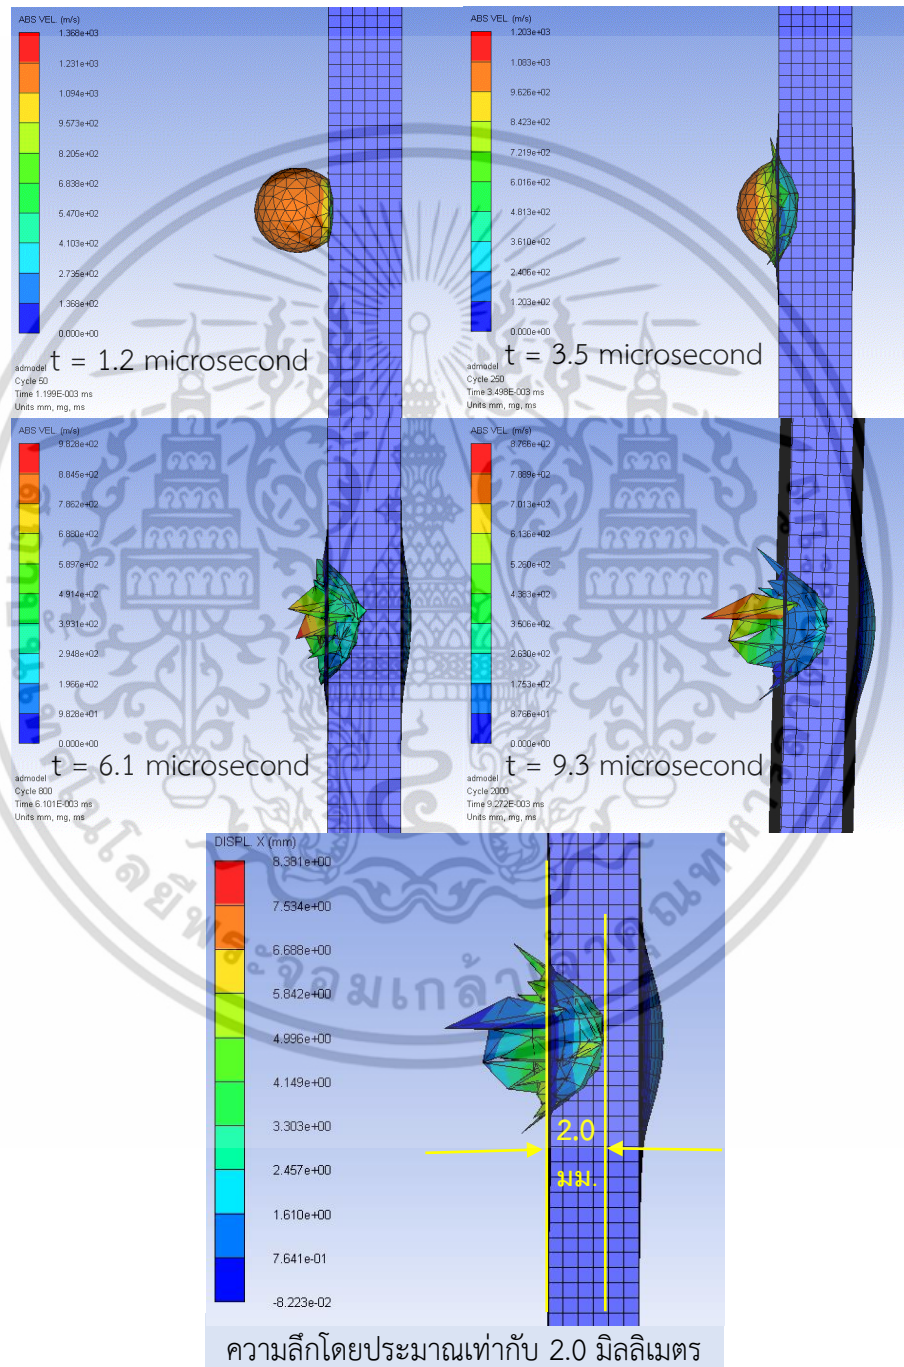 ABS VEL. (m/s)
1.368e+03
1.231e+03
1.094e+03
9.573e+02
8.205e+02
6.838e+02
5.470e+02
4.103e+02
2.735e+02
1.368e+02
0.000e+00
t = 1.2 microsecond
admodel
Cycle 50
Time 1.199E-003 ms
Units mm, mg, ms
ABS VEL. (m/s)
1.203e+03
1.083e+03
9.626e+02
8.423e+02
7.219e+02
6.016e+02
4.813e+02
3.610e+02
2.406e+02
1.203e+02
0.000e+00
t = 3.5 microsecond
admodel
Cycle 250
Time 3.498E-003 ms
Units mm, mg, ms
ABS VEL. (m/s)
9.828e+02
8.845e+02
7.862e+02
6.880e+02
5.897e+02
4.914e+02
3.931e+02
2.948e+02
1.966e+02
9.828e+01
0.000e+00
t = 6.1 microsecond
admodel
Cycle 800
Time 6.101E-003 ms
Units mm, mg, ms
ABS VEL. (m/s)
8.766e+02
7.889e+02
7.013e+02
6.136e+02
5.260e+02
4.383e+02
3.506e+02
2.630e+02
1.753e+02
8.766e+01
0.000e+00
t = 9.3 microsecond
admodel
Cycle 2000
Time 9.272E-003 ms
Units mm, mg, ms
DISPL. X (mm)
8.381e+00
7.534e+00
6.688e+00
5.842e+00
4.996e+00
4.149e+00
3.303e+00
2.457e+00
1.610e+00
7.641e-01
-8.223e-02
2.0
มม.
ความลึกโดยประมาณเท่ากับ 2.0 มิลลิเมตร